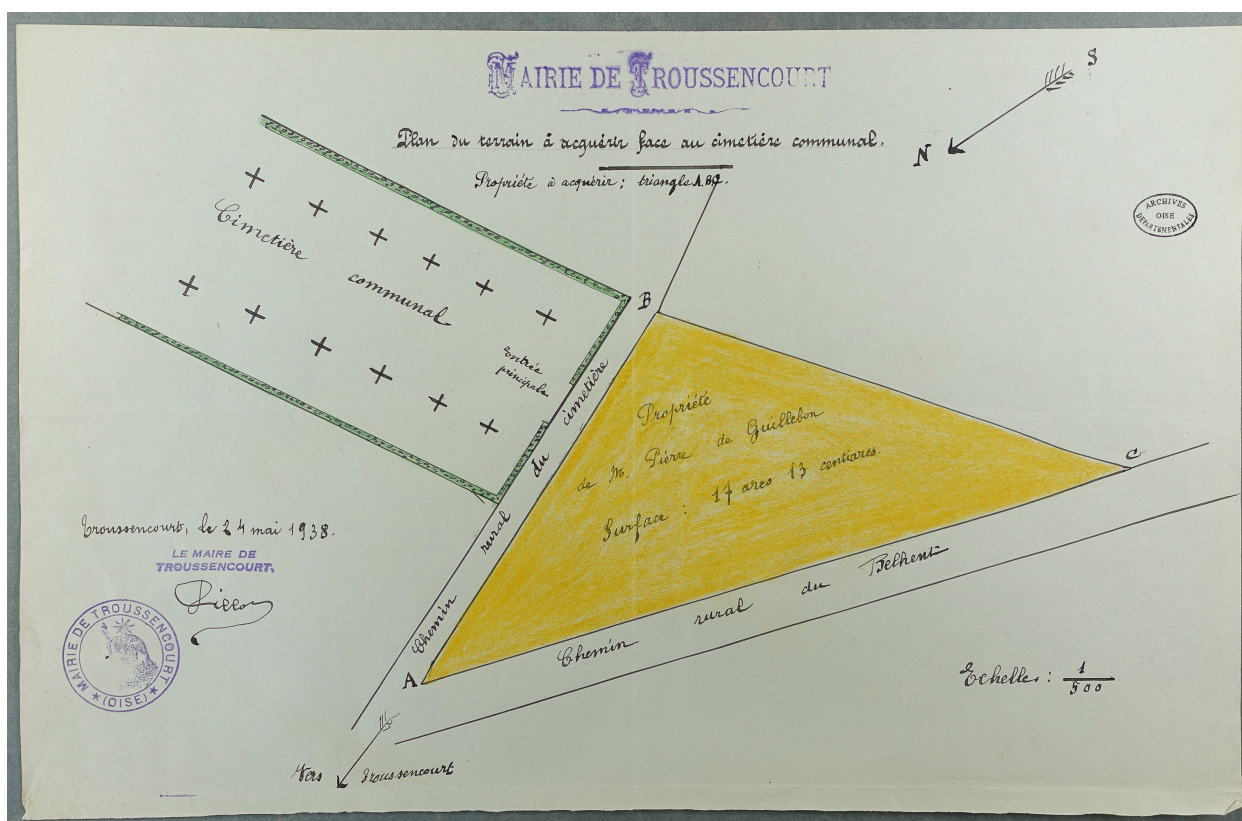 MAIRIE DE TROUSSENCOURT
Plan du terrain à acquérir face au cimetière communal.
Propriété à acquérir : triangle A.B.C.
S
N
ARCHIVES
OISE
DÉPARTEMENTALES
Cimetière communal
Entrée
principale
B
Chemin rural du cimetière
Propriété
de M. Pierre de Guillebon
Surface : 17 ares 13 centiares.
C
Chemin rural du Belhent
A
Troussencourt, le 24 mai 1938.
LE MAIRE DE
TROUSSENCOURT,
MAIRIE DE TROUSSENCOURT
(OISE)
Echelle : 1
500
Vers Troussencourt